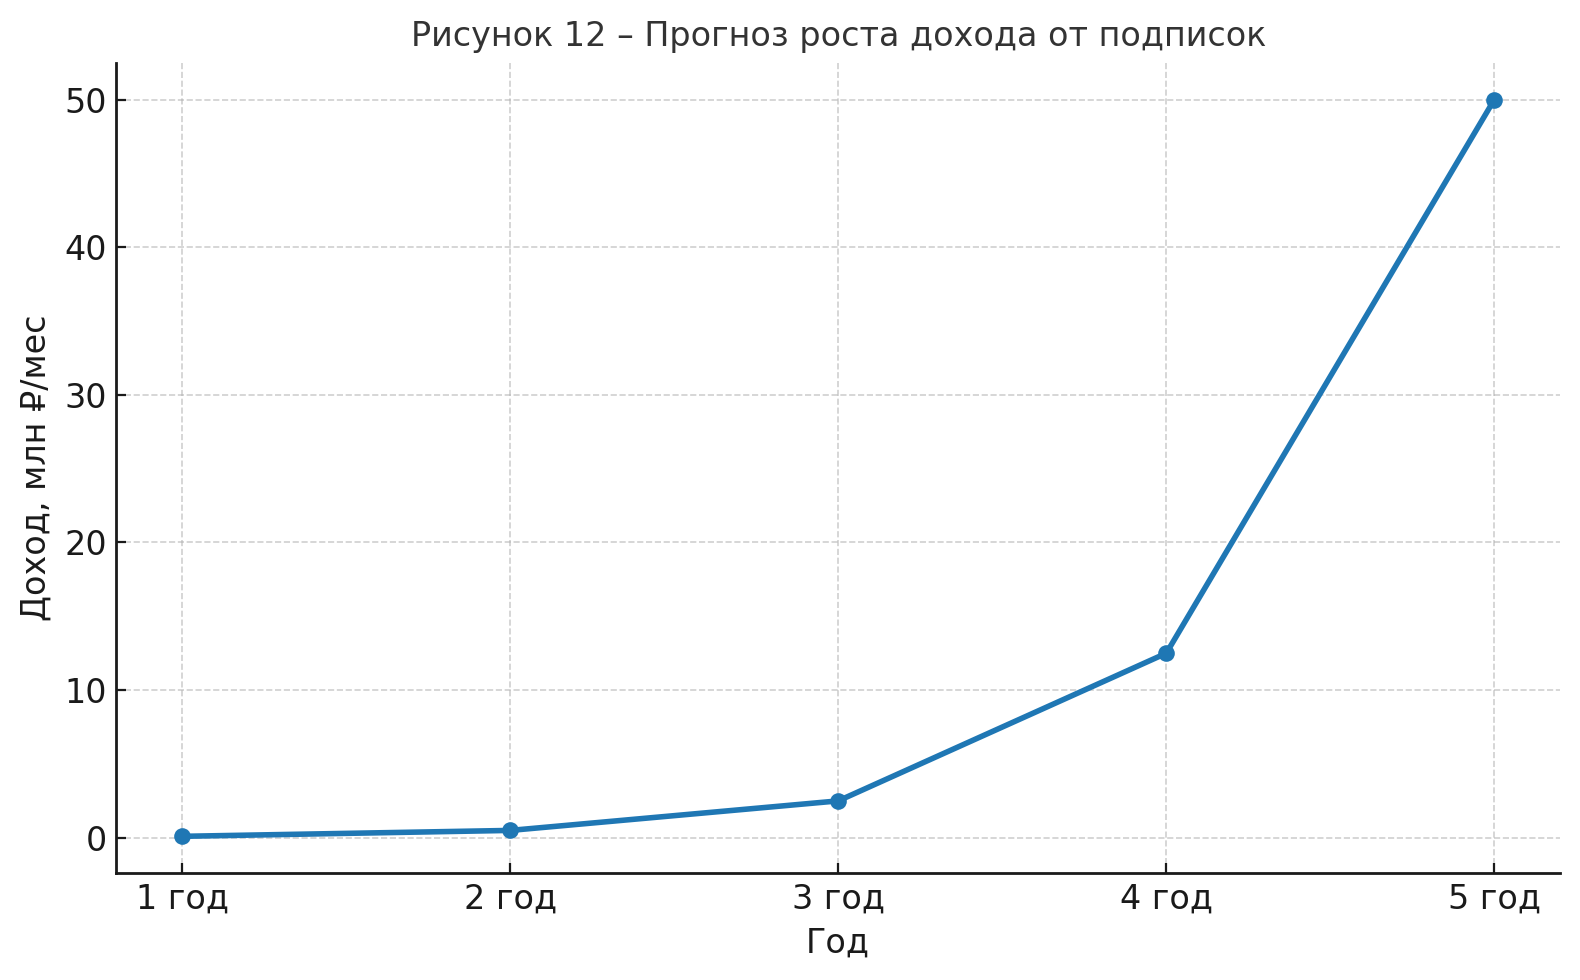 Рисунок 12 – Прогноз роста дохода от подписок
Доход, млн ₽/мес
50
40
30
20
10
0
1 год
2 год
3 год
4 год
5 год
Год